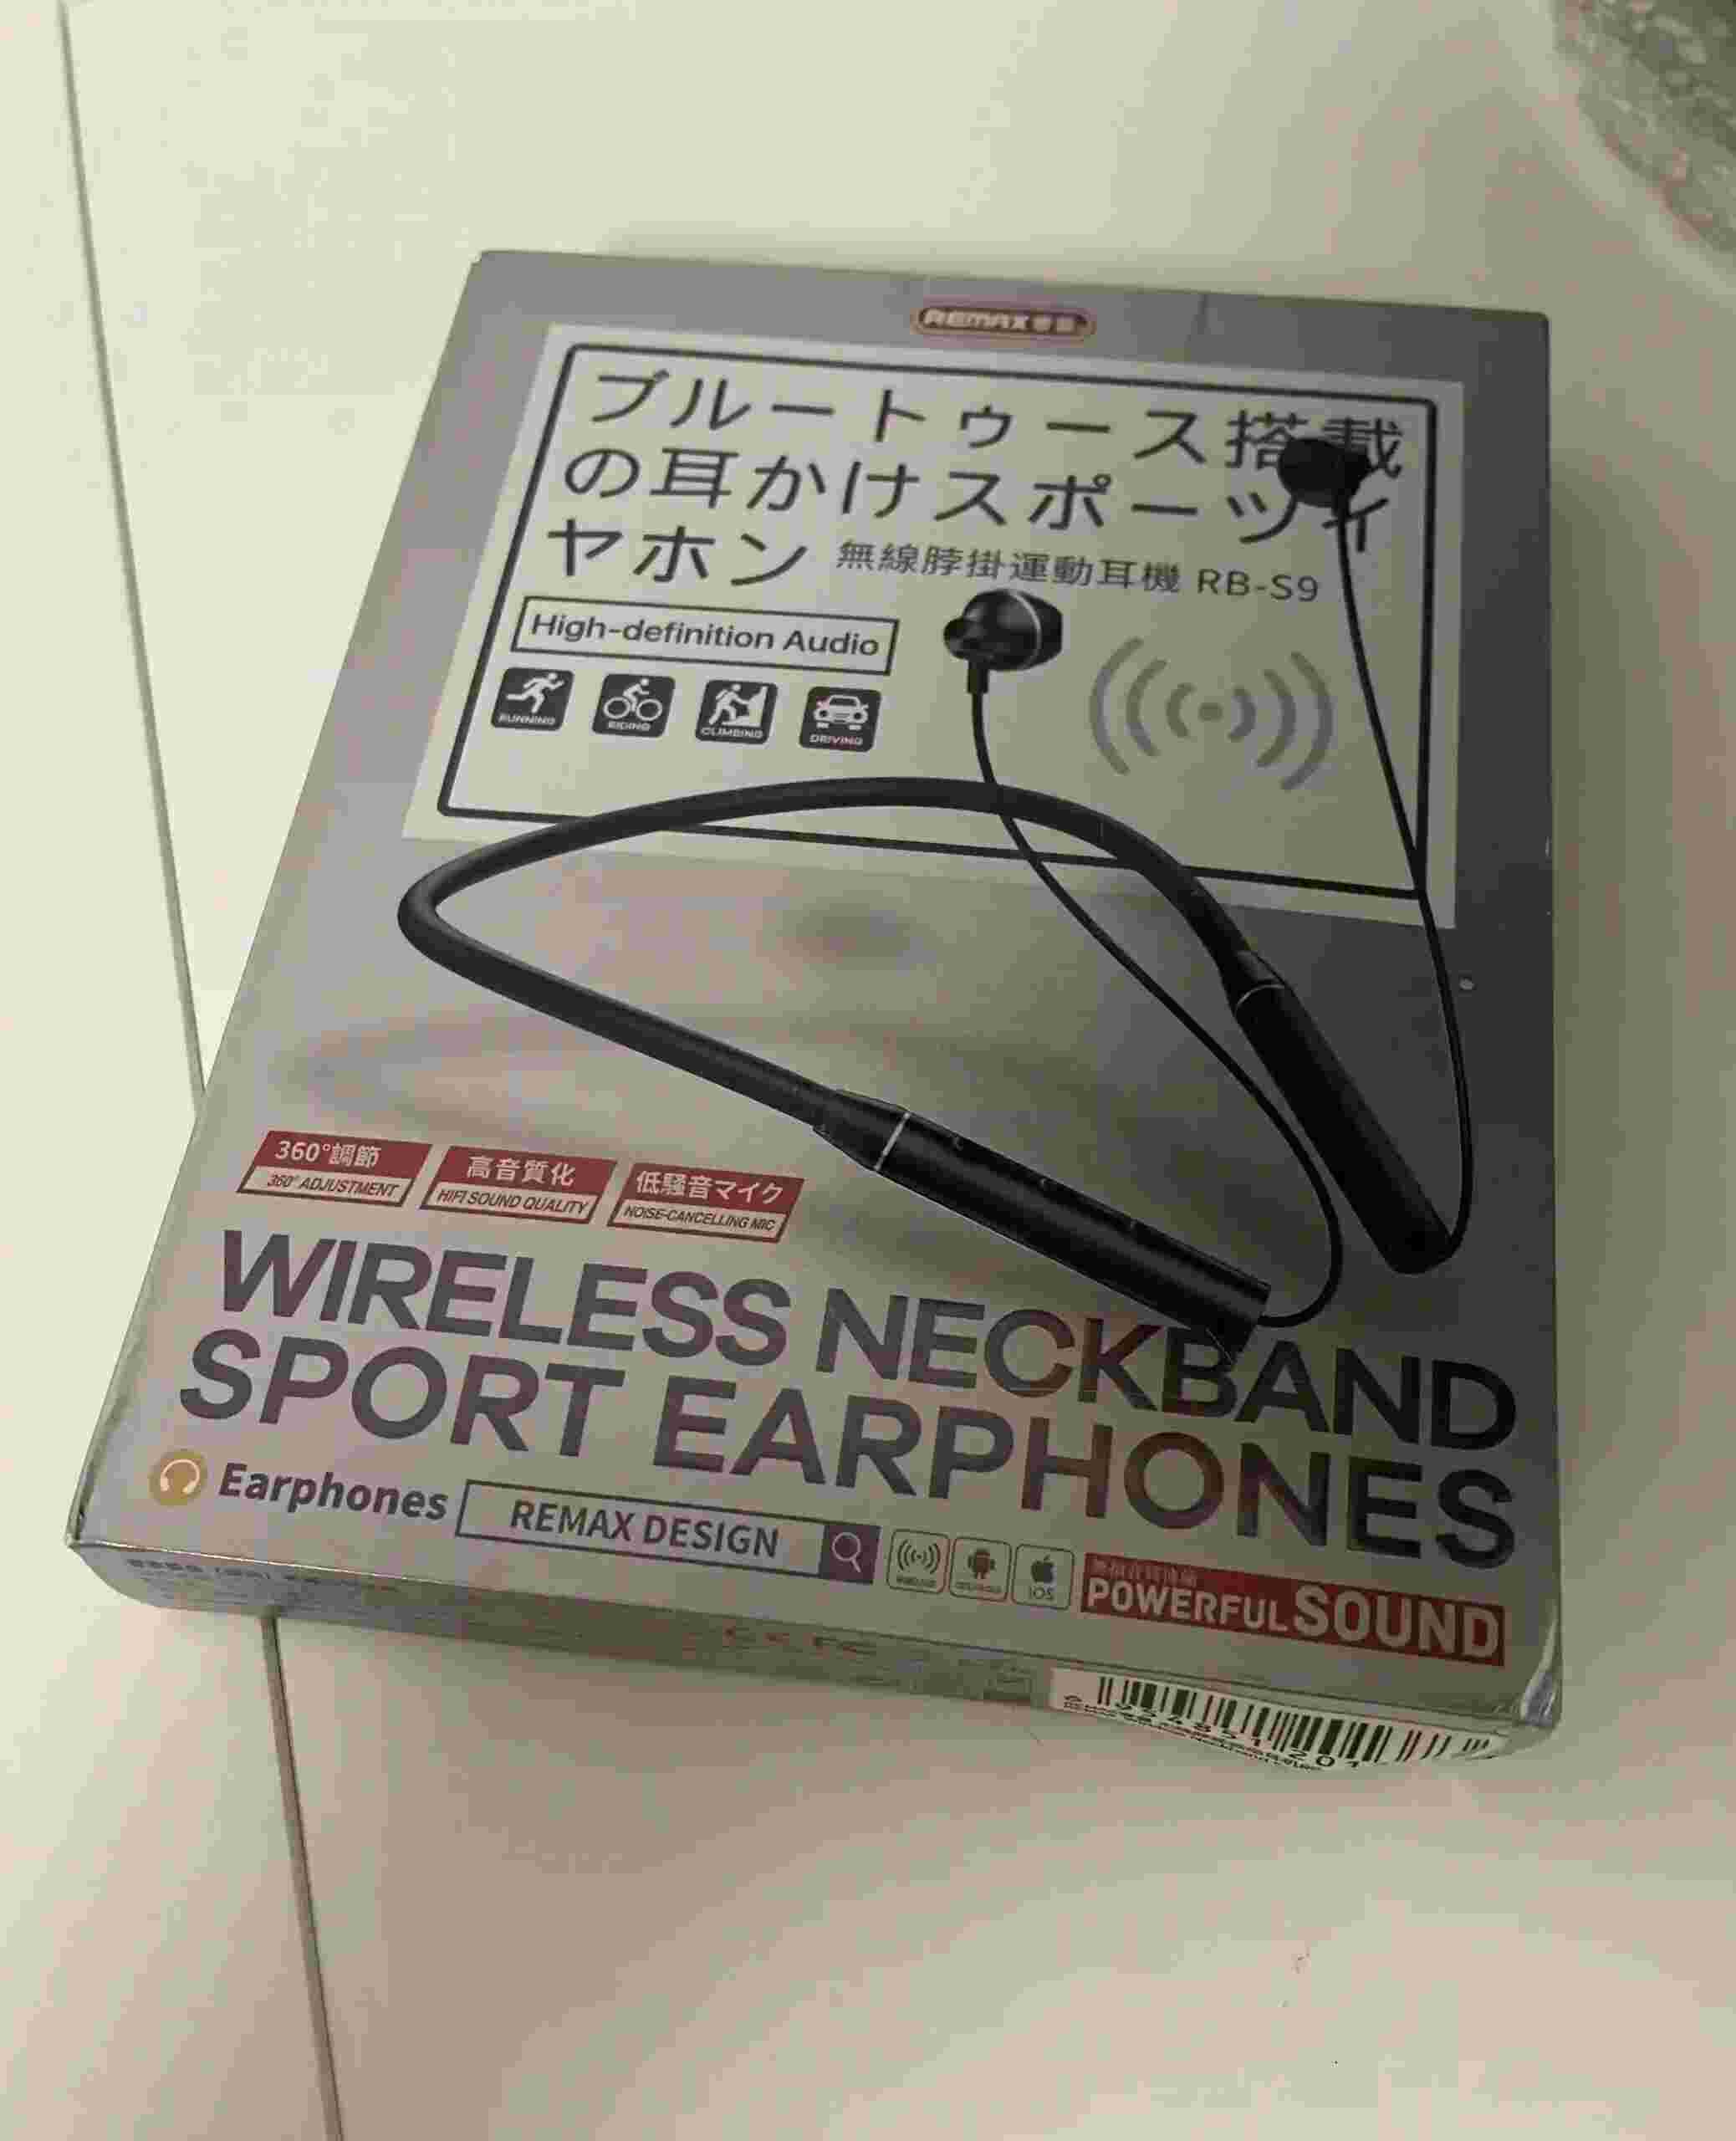 REMAX
ブルートゥース搭載
の耳かけスポーツイ
ヤホン 無線脖掛運動耳機 RB-S9
High-definition Audio
RUNNING RIDING CLIMBING DRIVING
360°調節 高音質化 低騒音マイク
360° ADJUSTMENT HIFI SOUND QUALITY NOISE-CANCELLING MIC
WIRELESS NECKBAND
SPORT EARPHONES
Earphones REMAX DESIGN
iOS
POWERFUL SOUND